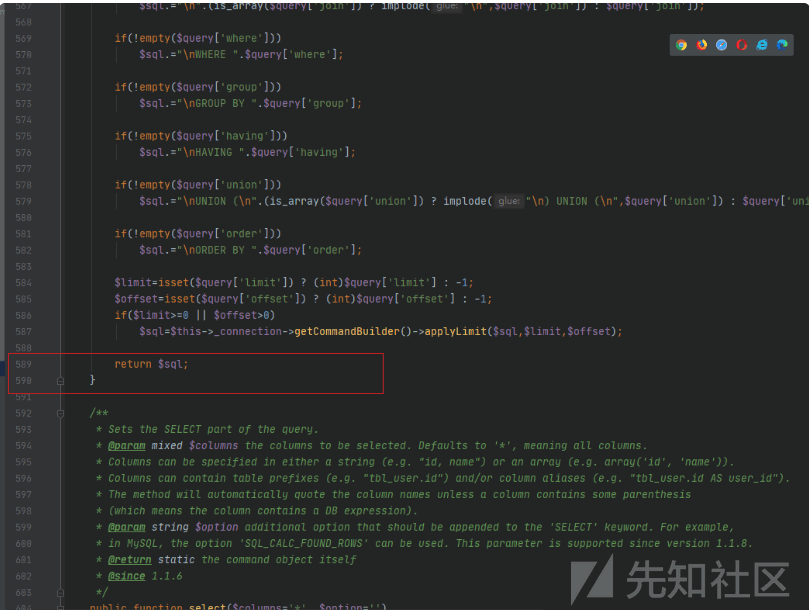 567 $sql.="\n".(is_array($query['join']) ? implode( glue: "\n",$query['join']) : $query['join']);
568
569 if(!empty($query['where']))
570 $sql.="\nWHERE ".$query['where'];
571
572 if(!empty($query['group']))
573 $sql.="\nGROUP BY ".$query['group'];
574
575 if(!empty($query['having']))
576 $sql.="\nHAVING ".$query['having'];
577
578 if(!empty($query['union']))
579 $sql.="\nUNION (\n".(is_array($query['union']) ? implode( glue: "\n) UNION (\n",$query['union']) : $query['uni
580
581 if(!empty($query['order']))
582 $sql.="\nORDER BY ".$query['order'];
583
584 $limit=isset($query['limit']) ? (int)$query['limit'] : -1;
585 $offset=isset($query['offset']) ? (int)$query['offset'] : -1;
586 if($limit>=0 || $offset>0)
587 $sql=$this->_connection->getCommandBuilder()->applyLimit($sql,$limit,$offset);
588
589 return $sql;
590 }
591
592 /**
593 * Sets the SELECT part of the query.
594 * @param mixed $columns the columns to be selected. Defaults to '*', meaning all columns.
595 * Columns can be specified in either a string (e.g. "id, name") or an array (e.g. array('id', 'name')).
596 * Columns can contain table prefixes (e.g. "tbl_user.id") and/or column aliases (e.g. "tbl_user.id AS user_id").
597 * The method will automatically quote the column names unless a column contains some parenthesis
598 * (which means the column contains a DB expression).
599 * @param string $option additional option that should be appended to the 'SELECT' keyword. For example,
600 * in MySQL, the option 'SQL_CALC_FOUND_ROWS' can be used. This parameter is supported since version 1.1.8.
601 * @return static the command object itself
602 * @since 1.1.6
603 */
604 public function select($columns='*', $option='')
先知社区